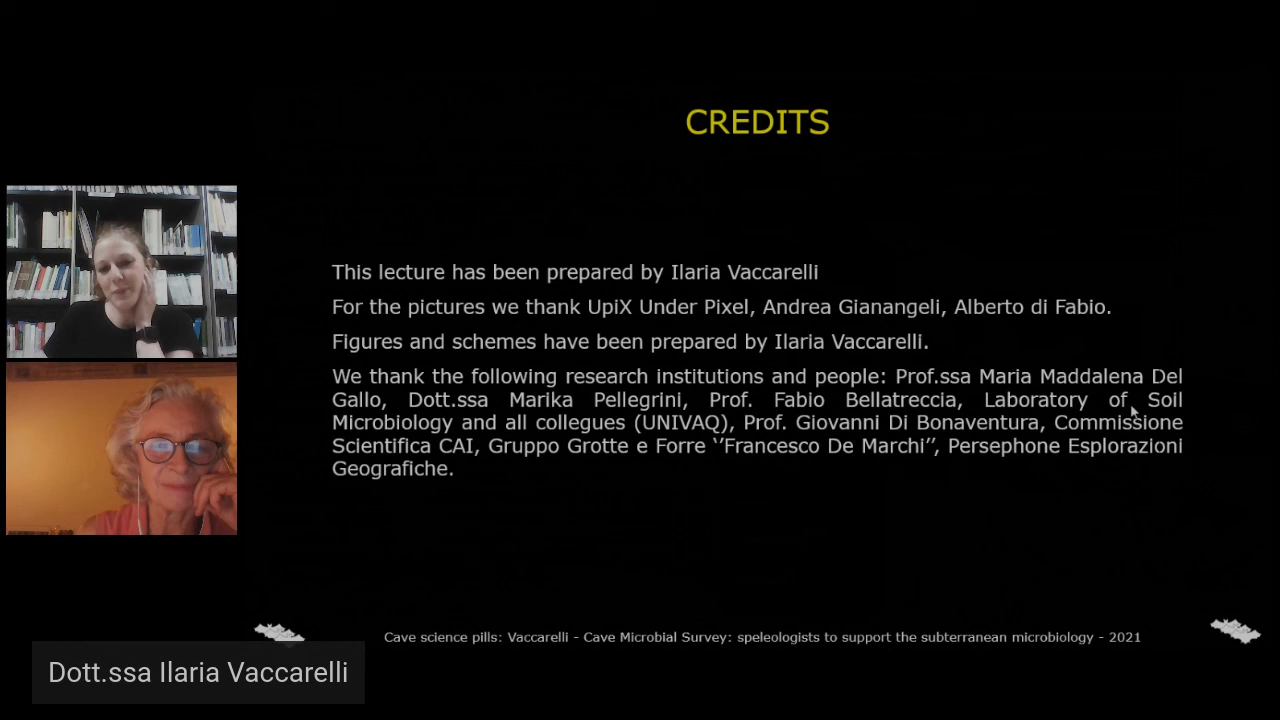 CREDITS
This lecture has been prepared by Ilaria Vaccarelli
For the pictures we thank UpiX Under Pixel, Andrea Gianangeli, Alberto di Fabio.
Figures and schemes have been prepared by Ilaria Vaccarelli.
We thank the following research institutions and people: Prof.ssa Maria Maddalena Del
Gallo, Dott.ssa Marika Pellegrini, Prof. Fabio Bellatreccia, Laboratory of Soil
Microbiology and all collegues (UNIVAQ), Prof. Giovanni Di Bonaventura, Commissione
Scientifica CAI, Gruppo Grotte e Forre ‘’Francesco De Marchi’’, Persephone Esplorazioni
Geografiche.
Cave science pills: Vaccarelli - Cave Microbial Survey: speleologists to support the subterranean microbiology - 2021
Dott.ssa Ilaria Vaccarelli